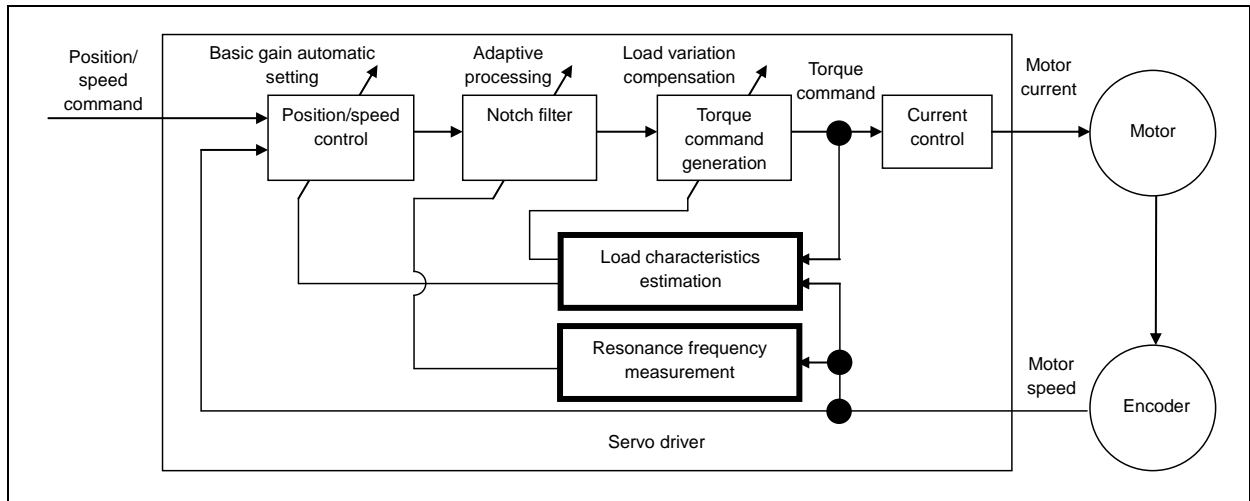 Position/
speed
command
Basic gain automatic
setting
Adaptive
processing
Load variation
compensation
Torque
command
Motor
current
Position/speed
control
Notch filter
Torque
command
generation
Current
control
Motor
Load characteristics
estimation
Resonance frequency
measurement
Motor
speed
Encoder
Servo driver